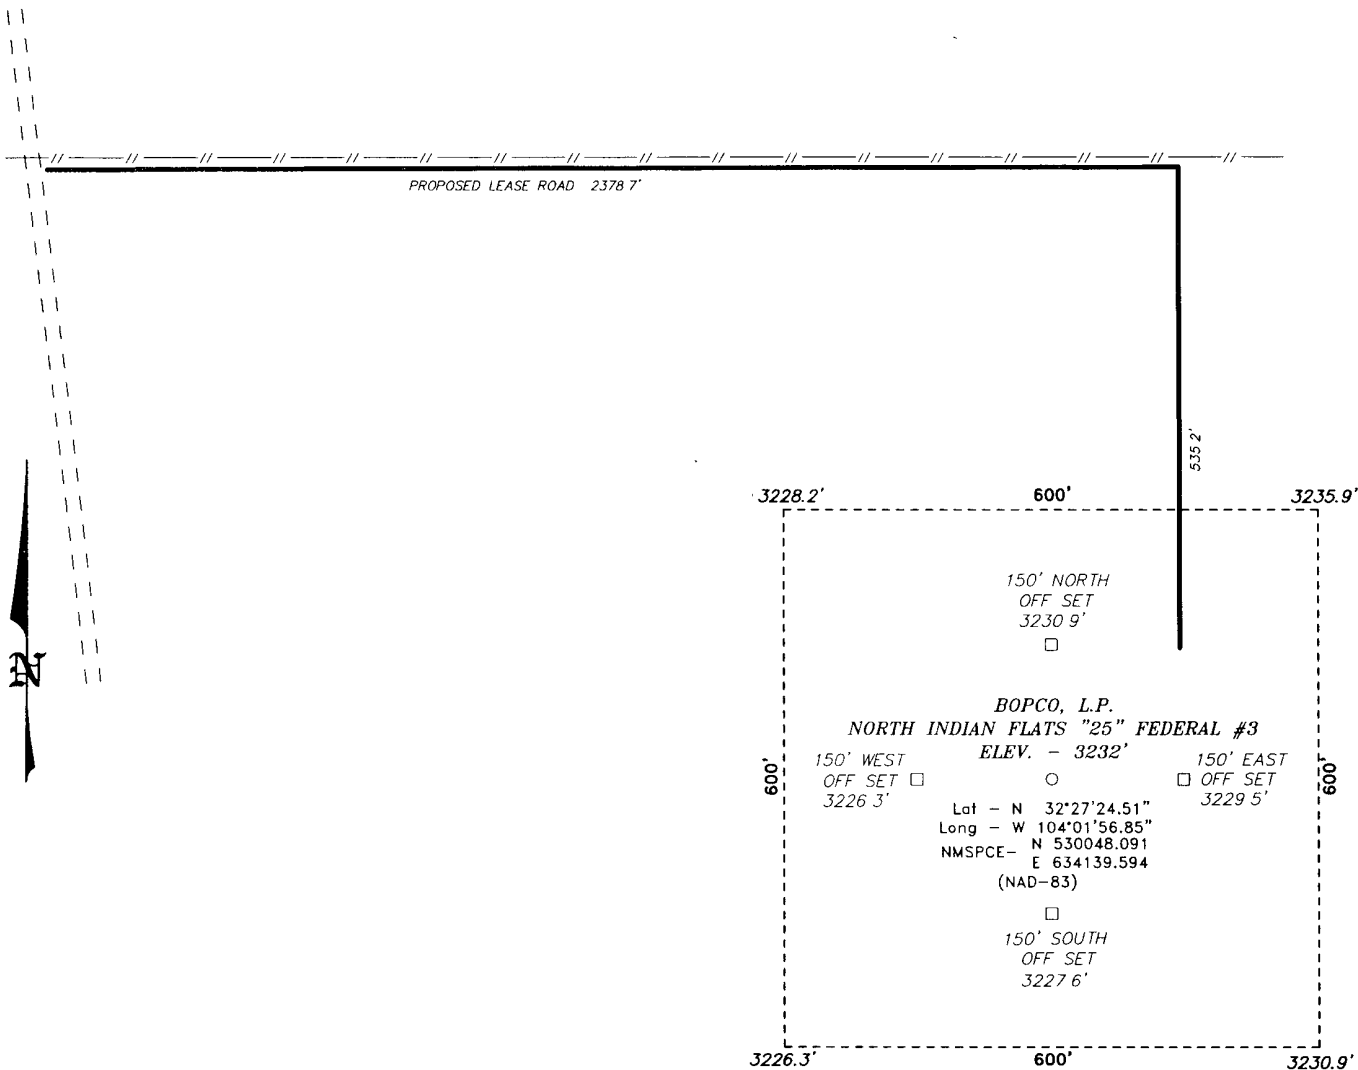 PROPOSED LEASE ROAD 2378 7'
535 2'
3228.2'
600'
3235.9'
150' NORTH
OFF SET
3230 9'
N
BOPCO, L.P.
NORTH INDIAN FLATS "25" FEDERAL #3
ELEV. - 3232'
600'
150' WEST
OFF SET
3226 3'
150' EAST
OFF SET
3229 5'
600'
Lat - N 32°27'24.51"
Long - W 104°01'56.85"
NMSPCE- N 530048.091
E 634139.594
(NAD-83)
150' SOUTH
OFF SET
3227 6'
3226.3'
600'
3230.9'